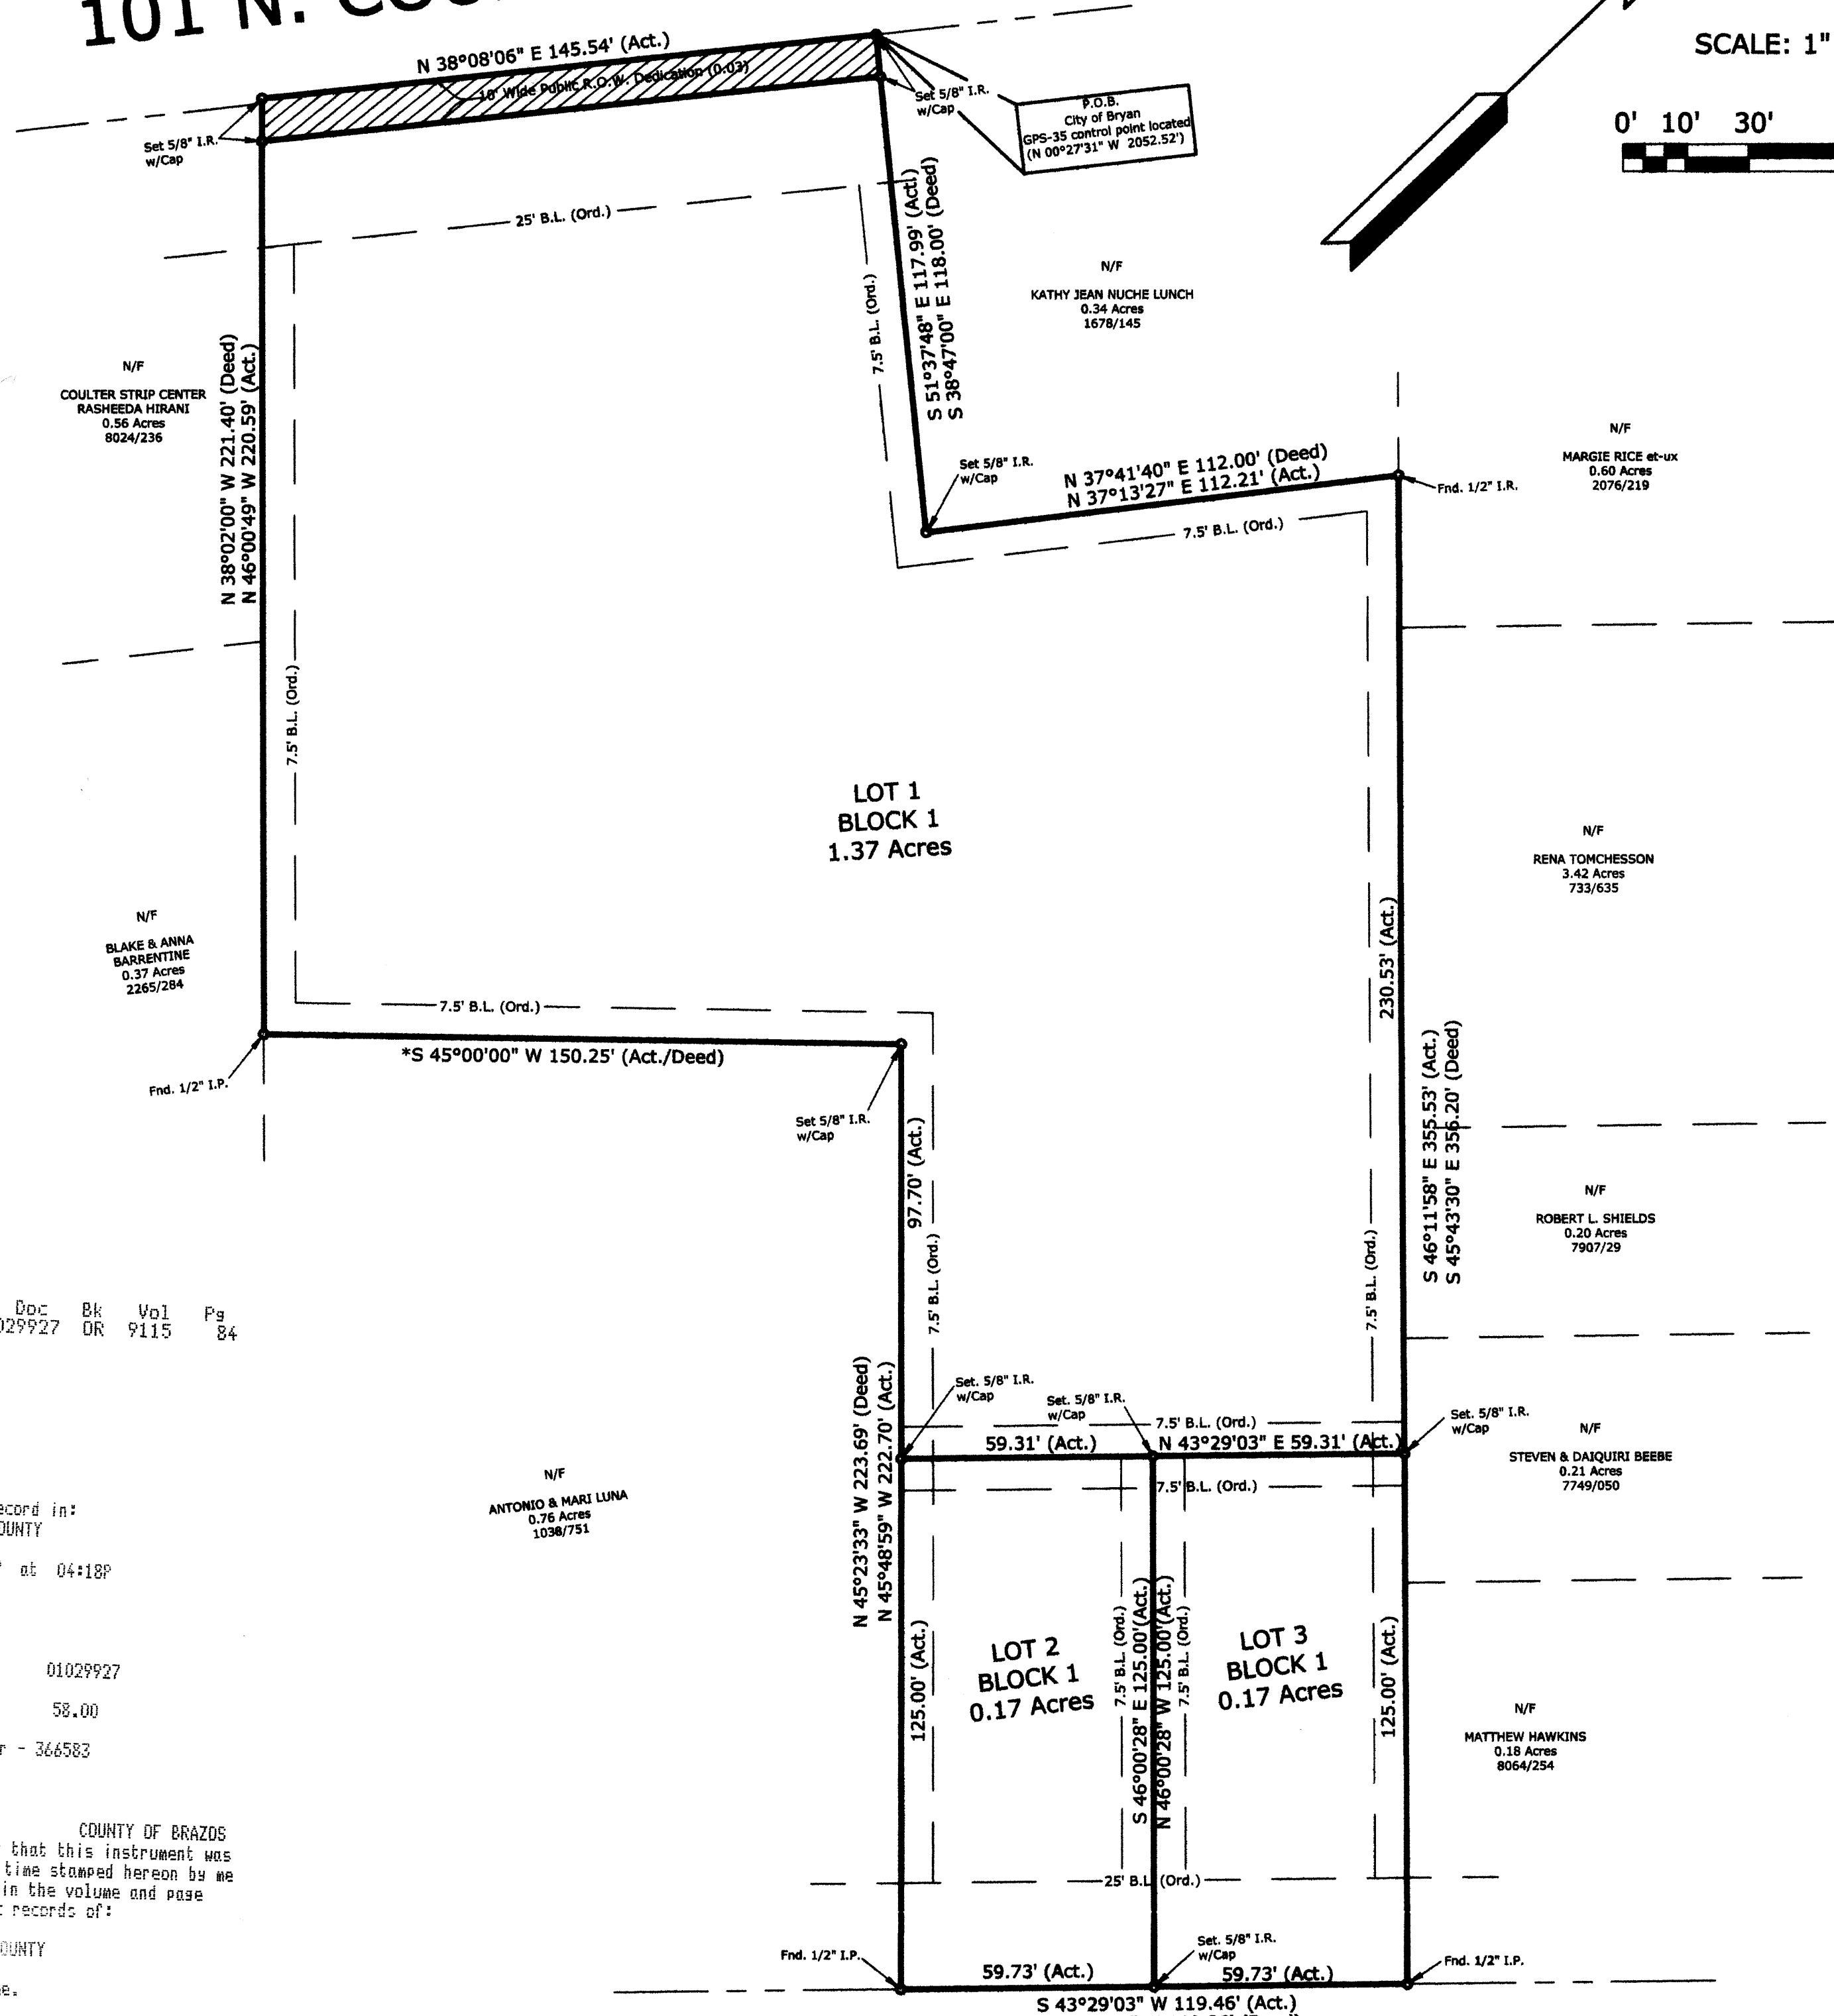 101 N.
SCALE: 1"
0' 10' 30'
N 38°08'06" E 145.54' (Act.)
10' Wide Public R.O.W. Dedication (0.03)
Set 5/8" I.R.
w/Cap
Set 5/8" I.R.
w/Cap
P.O.B.
City of Bryan
GPS-35 control point located
(N 00°27'31" W 2052.52')
25' B.L. (Ord.)
7.5' B.L. (Ord.)
S 51°37'48" E 117.99' (Act.)
S 38°47'00" E 118.00' (Deed)
N/F
KATHY JEAN NUCHE LUNCH
0.34 Acres
1678/145
N/F
COULTER STRIP CENTER
RASHEEDA HIRANI
0.56 Acres
8024/236
N 38°02'00" W 221.40' (Deed)
N 46°00'49" W 220.59' (Act.)
Set 5/8" I.R.
w/Cap
N 37°41'40" E 112.00' (Deed)
N 37°13'27" E 112.21' (Act.)
Fnd. 1/2" I.R.
7.5' B.L. (Ord.)
N/F
MARGIE RICE et-ux
0.60 Acres
2076/219
7.5' B.L. (Ord.)
LOT 1
BLOCK 1
1.37 Acres
N/F
RENA TOMCHESSON
3.42 Acres
733/635
N/F
BLAKE & ANNA
BARRENTINE
0.37 Acres
2265/284
230.53' (Act.)
7.5' B.L. (Ord.)
*S 45°00'00" W 150.25' (Act./Deed)
Fnd. 1/2" I.P.
Set 5/8" I.R.
w/Cap
97.70' (Act.)
7.5' B.L. (Ord.)
7.5' B.L. (Ord.)
S 46°11'58" E 355.53' (Act.)
S 45°43'30" E 356.20' (Deed)
N/F
ROBERT L. SHIELDS
0.20 Acres
7907/29
Doc Bk Vol Pg
029927 OR 9115 84
N 45°23'33" W 223.69' (Deed)
N 45°48'59" W 222.70' (Act.)
Set. 5/8" I.R.
w/Cap
Set. 5/8" I.R.
w/Cap
7.5' B.L. (Ord.)
Set. 5/8" I.R.
w/Cap
59.31' (Act.)
N 43°29'03" E 59.31' (Act.)
7.5' B.L. (Ord.)
N/F
STEVEN & DAIQUIRI BEEBE
0.21 Acres
7749/050
N/F
ANTONIO & MARI LUNA
0.76 Acres
1038/751
ecord in:
OUNTY
at 04:18P
125.00' (Act.)
LOT 2
BLOCK 1
0.17 Acres
7.5' B.L. (Ord.)
S 46°00'28" E 125.00'(Act.)
N 46°00'28" W 125.00'(Act.)
7.5' B.L. (Ord.)
LOT 3
BLOCK 1
0.17 Acres
125.00' (Act.)
01029927
58.00
r - 366583
N/F
MATTHEW HAWKINS
0.18 Acres
8064/254
COUNTY OF BRAZOS
that this instrument was
time stamped hereon by me
in the volume and page
records of:
OUNTY
e.
25' B.L. (Ord.)
Fnd. 1/2" I.P.
Set. 5/8" I.R.
w/Cap
Fnd. 1/2" I.P.
59.73' (Act.)
59.73' (Act.)
S 43°29'03" W 119.46' (Act.)